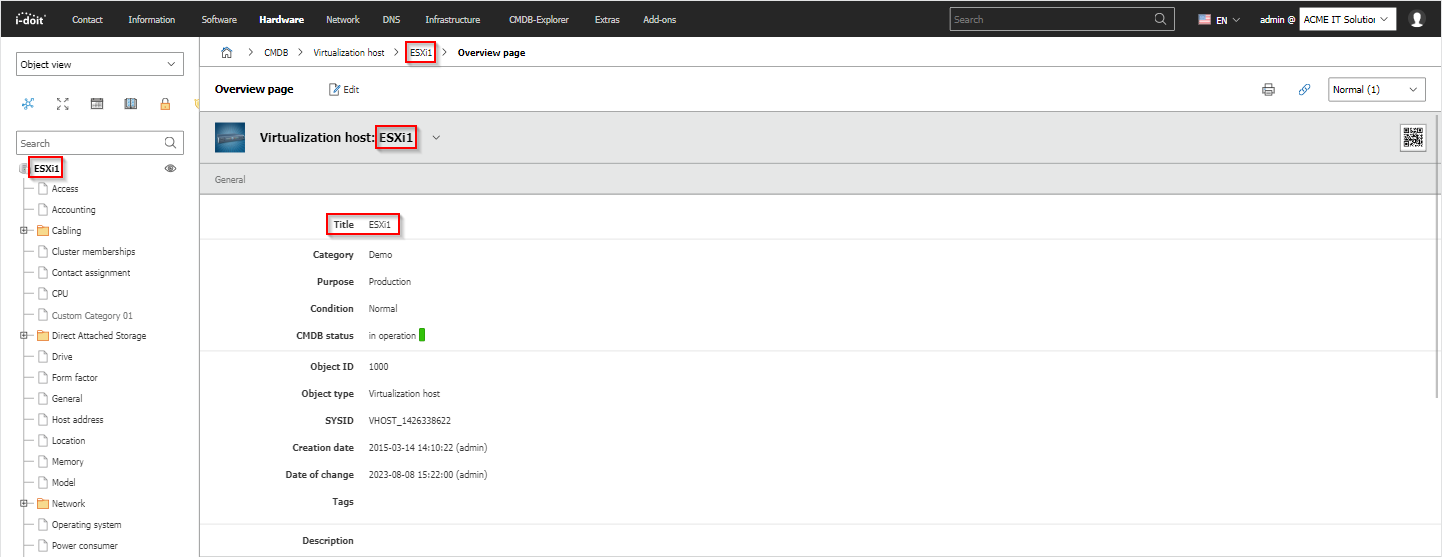 i-doit Contact Information Software Hardware Network DNS Infrastructure CMDB-Explorer Extras Add-ons Search EN admin @ ACME IT Solution
Object view
CMDB Virtualization host ESXi1 Overview page
Overview page Edit Normal (1)
Search
Virtualization host: ESXi1
ESXi1
Access
Accounting
Cabling
Cluster memberships
Contact assignment
CPU
Custom Category 01
Direct Attached Storage
Drive
Form factor
General
Host address
Location
Memory
Model
Network
Operating system
Power consumer
General
Title ESXi1
Category Demo
Purpose Production
Condition Normal
CMDB status in operation
Object ID 1000
Object type Virtualization host
SYSID VHOST_1426338622
Creation date 2015-03-14 14:10:22 (admin)
Date of change 2023-08-08 15:22:00 (admin)
Tags
Description